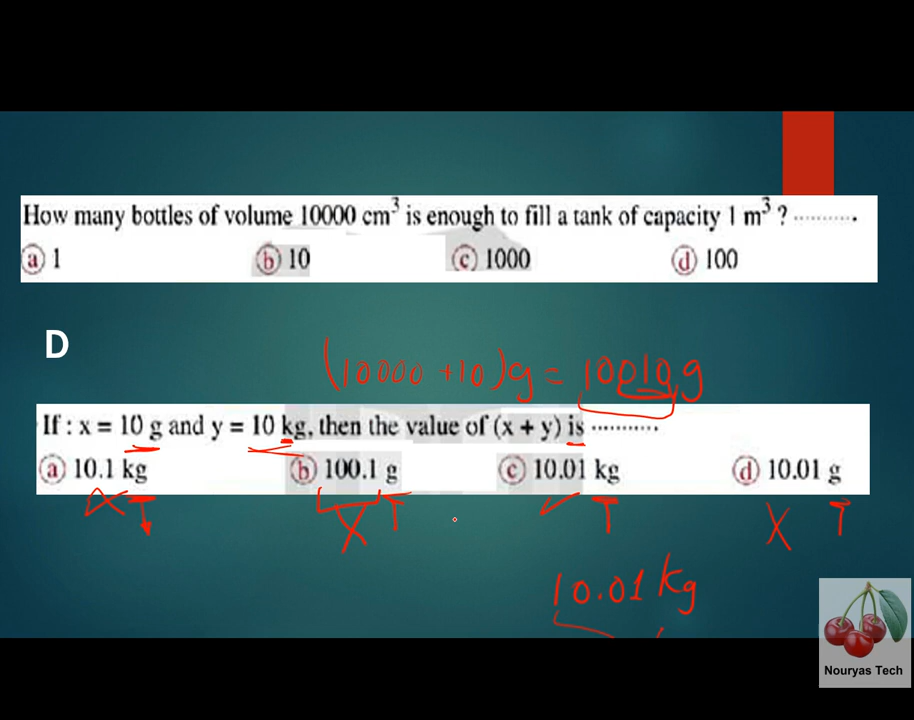 How many bottles of volume 10000 cm³ is enough to fill a tank of capacity 1 m³ ? ..........
ⓐ 1 ⓑ 10 ⓒ 1000 ⓓ 100
D
(10000 +10)g = 10010 g
If : x = 10 g and y = 10 kg, then the value of (x + y) is ..........
ⓐ 10.1 kg ⓑ 100.1 g ⓒ 10.01 kg ⓓ 10.01 g
X T X T ✓ T X T
10.01 kg
Nouryas Tech